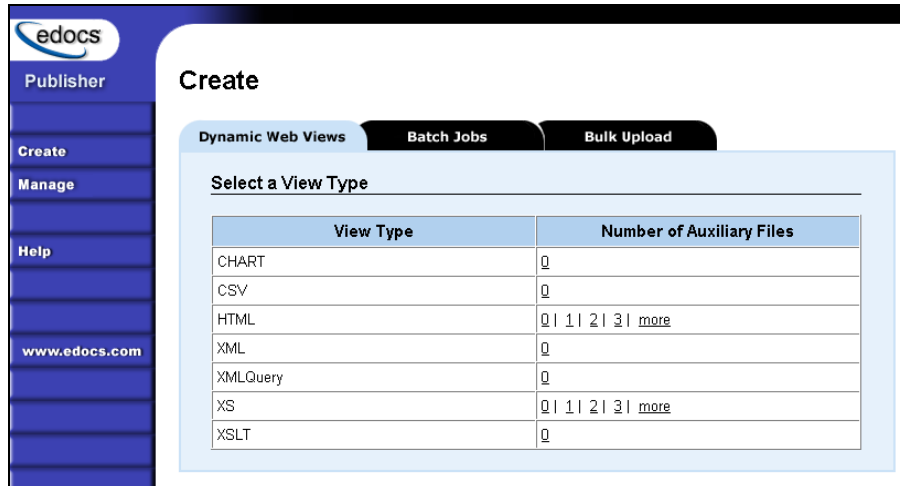 edocs
Publisher
Create
Manage
Help
www.edocs.com
Create
Dynamic Web Views Batch Jobs Bulk Upload
Select a View Type
View Type Number of Auxiliary Files
CHART 0
CSV 0
HTML 0 | 1 | 2 | 3 | more
XML 0
XMLQuery 0
XS 0 | 1 | 2 | 3 | more
XSLT 0